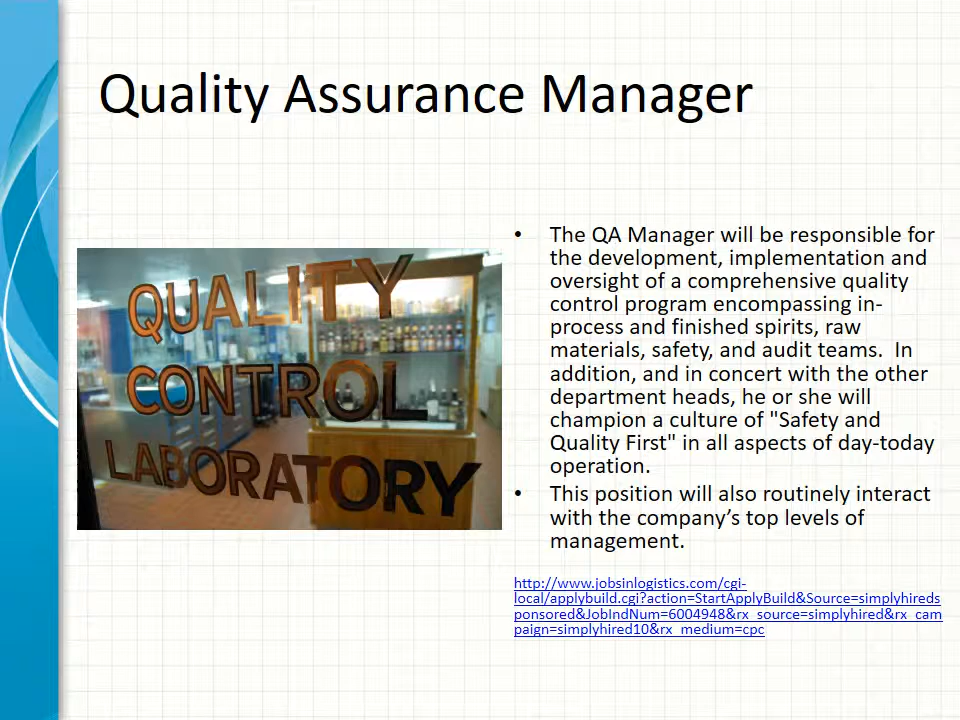 Quality Assurance Manager
QUALITY
CONTROL
LABORATORY
• The QA Manager will be responsible for
the development, implementation and
oversight of a comprehensive quality
control program encompassing in-
process and finished spirits, raw
materials, safety, and audit teams.  In
addition, and in concert with the other
department heads, he or she will
champion a culture of "Safety and
Quality First" in all aspects of day-today
operation.
• This position will also routinely interact
with the company’s top levels of
management.
http://www.jobsinlogistics.com/cgi-
local/applybuild.cgi?action=StartApplyBuild&Source=simplyhireds
ponsored&JobIndNum=6004948&rx_source=simplyhired&rx_cam
paign=simplyhired10&rx_medium=cpc